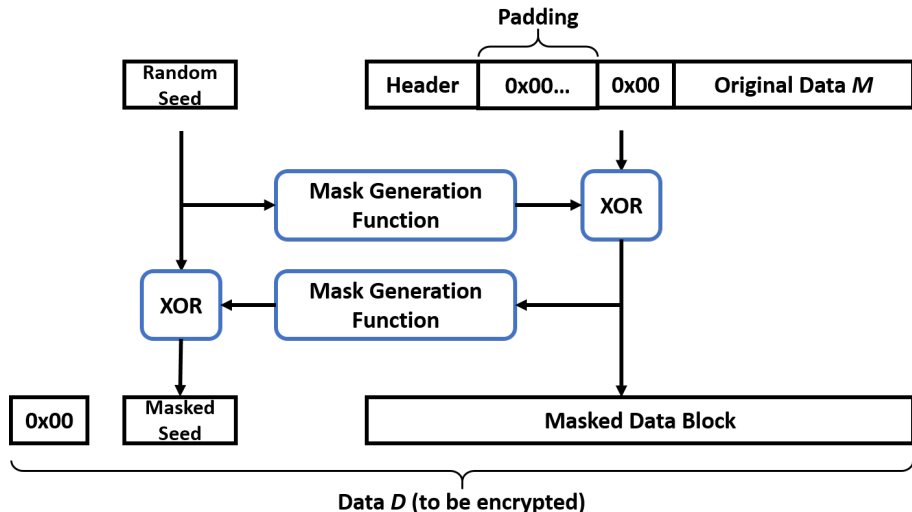 Padding
Random
Seed
Header
0x00...
0x00
Original Data M
Mask Generation
Function
XOR
XOR
Mask Generation
Function
0x00
Masked
Seed
Masked Data Block
Data D (to be encrypted)